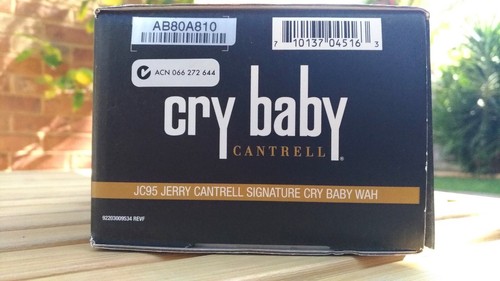 AB80A810
7 10137 04516 3
ACN 066 272 644
cry baby
CANTRELL
JC95 JERRY CANTRELL SIGNATURE CRY BABY WAH
92203009534 REVF